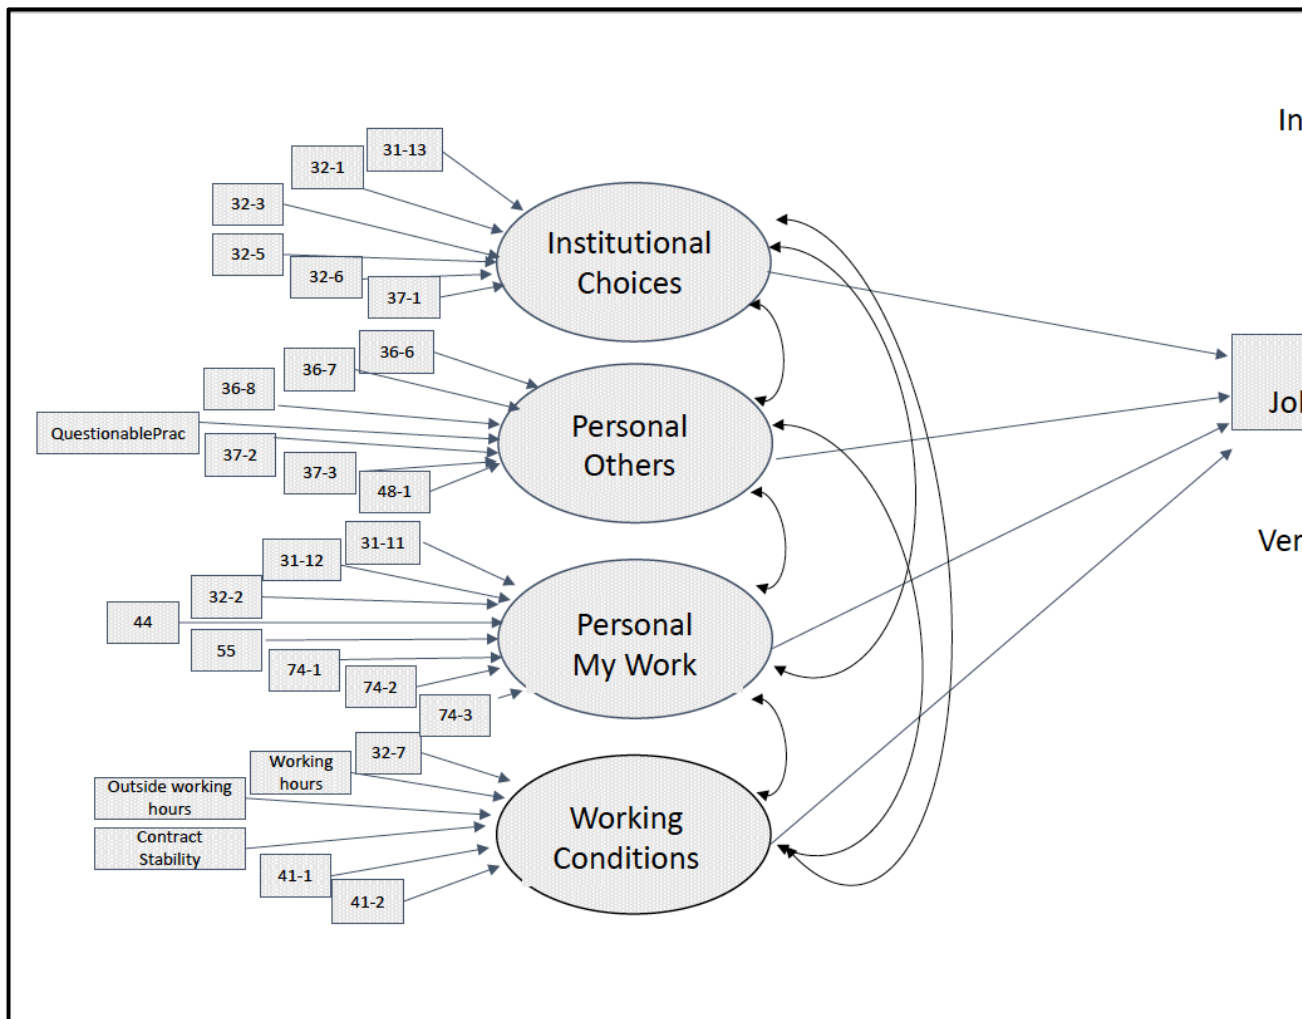 In
31-13
32-1
32-3
32-5
32-6
37-1
Institutional
Choices
36-6
36-7
36-8
QuestionablePrac
37-2
37-3
48-1
Personal
Others
Jol
31-11
31-12
32-2
44
55
74-1
74-2
74-3
Personal
My Work
Ver
32-7
Working
hours
Outside working
hours
Contract
Stability
41-1
41-2
Working
Conditions